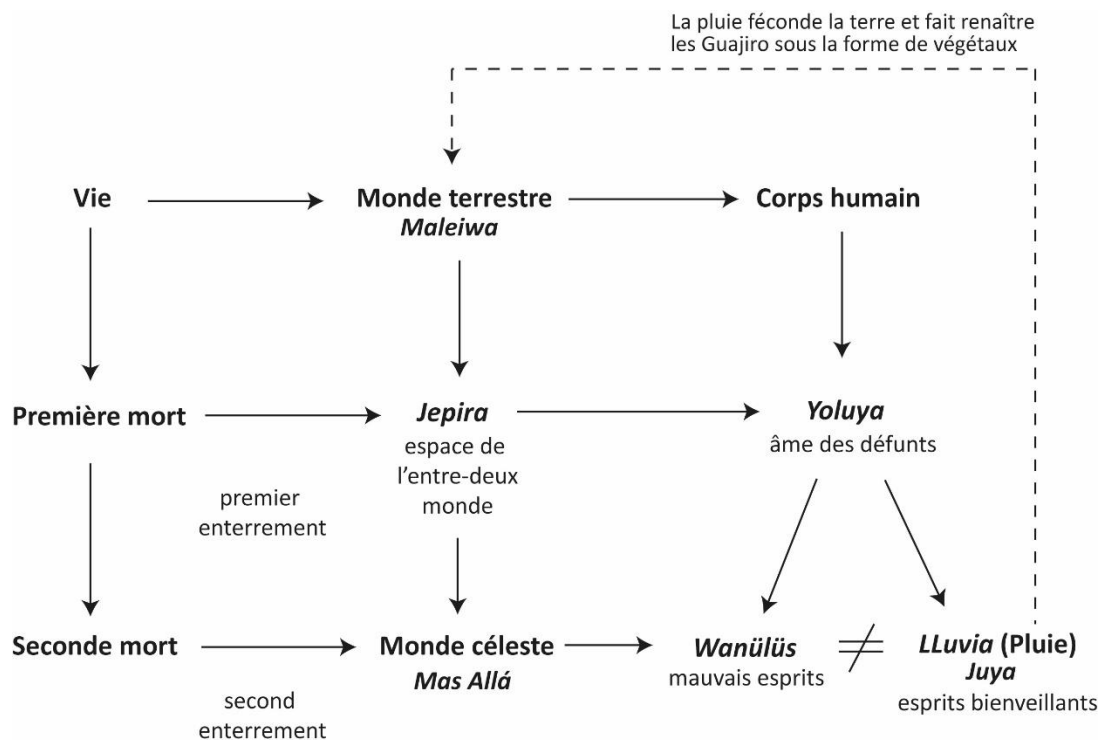 La pluie féconde la terre et fait renaître
les Guajiro sous la forme de végétaux
Vie
Monde terrestre
Maleiwa
Corps humain
Première mort
Jepira
espace de
l'entre-deux
monde
Yoluya
âme des défunts
premier
enterrement
Seconde mort
Monde céleste
Mas Allá
Wanülüs
mauvais esprits
LLuvia (Pluie)
Juya
esprits bienveillants
second
enterrement